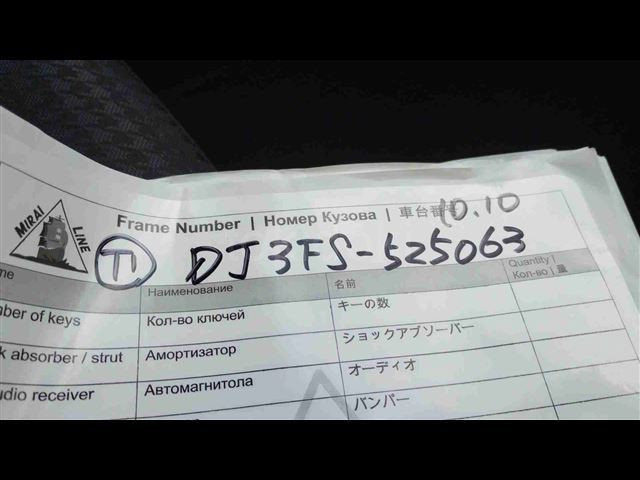 MIRAI LINE
Frame Number | Номер Кузова | 車台番
10.10
T1 DJ3FS-525063
me Наименование 名前 Quantity | Кол-во | 量
mber of keys Кол-во ключей キーの数
k absorber / strut Амортизатор ショックアブソーバー
udio receiver Автомагнитола オーディオ
バンパー